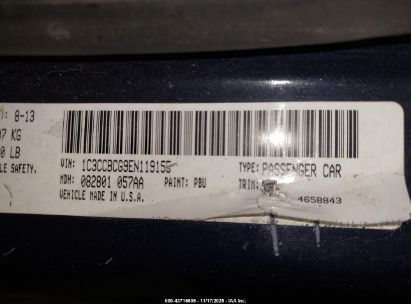 ): 8-13
7 KG
0 LB
LE SAFETY.
VIN: 1C3CCBCG9EN119155 TYPE: PASSENGER CAR
MDH: 082801 057AA PAINT: PBU TRIM:
VEHICLE MADE IN U.S.A. 4658843
000-43716606 - 11/17/2025 - IAA Inc.